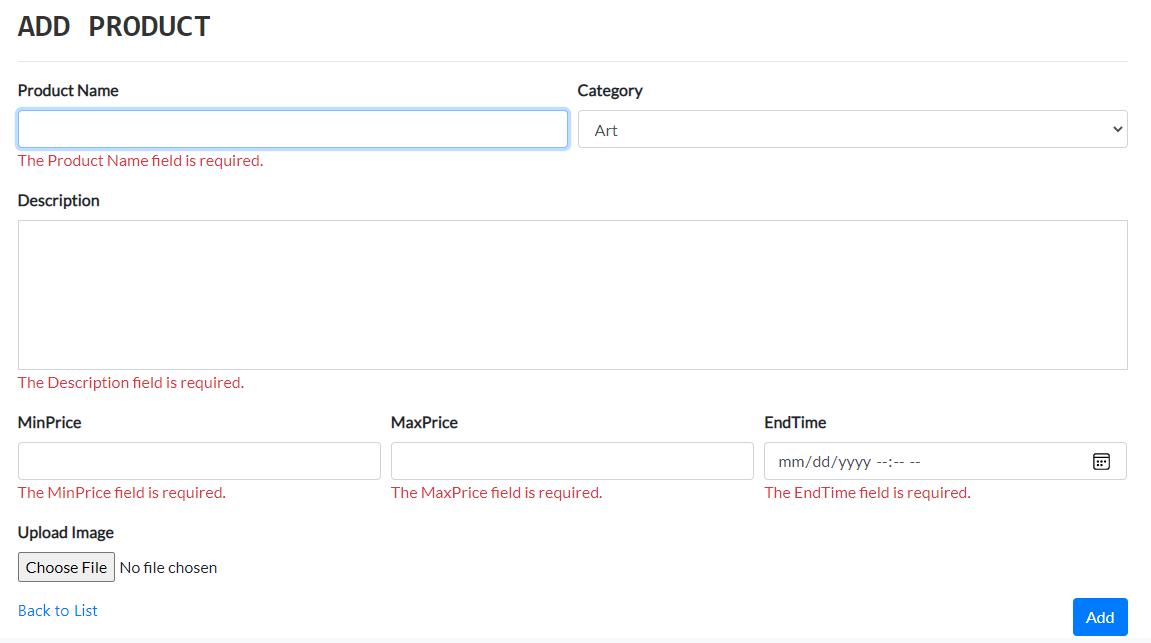 ADD PRODUCT
Product Name Category
Art
The Product Name field is required.
Description
The Description field is required.
MinPrice MaxPrice EndTime
mm/dd/yyyy --:-- --
The MinPrice field is required. The MaxPrice field is required. The EndTime field is required.
Upload Image
Choose File No file chosen
Back to List
Add